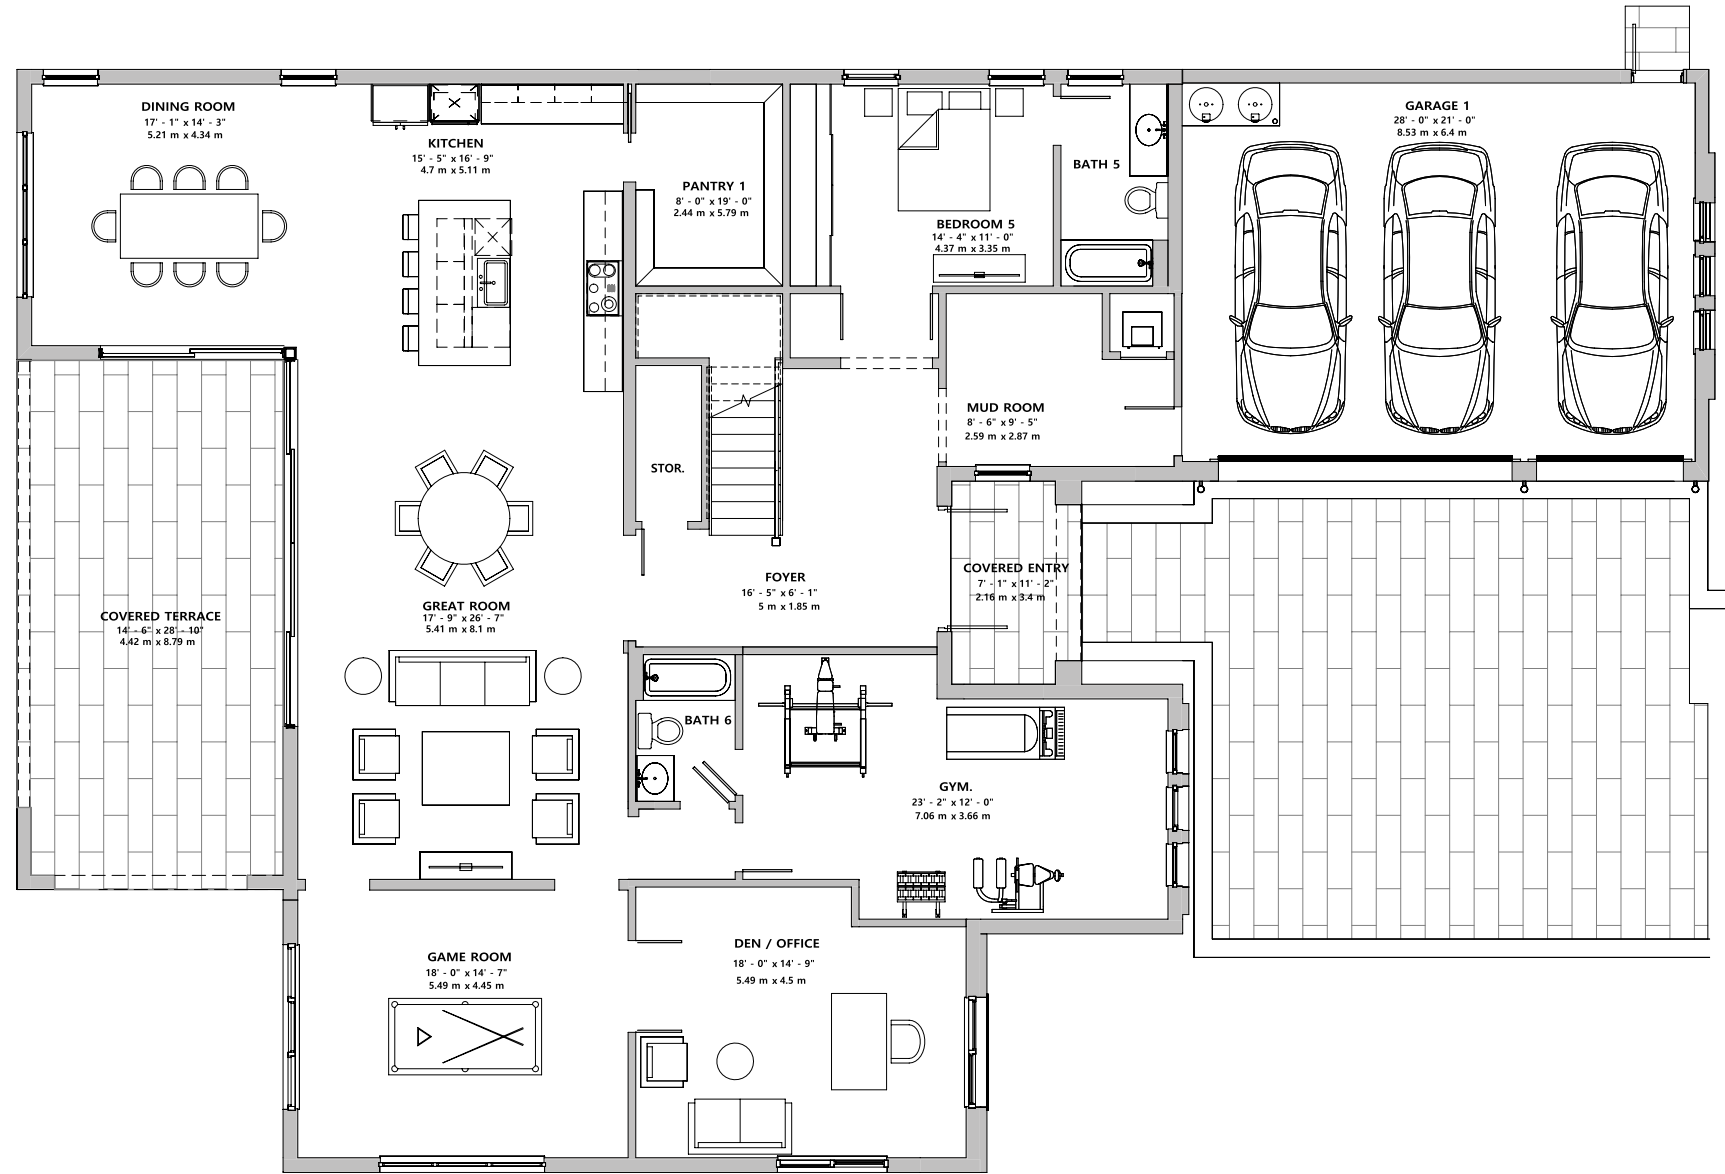 DINING ROOM
17' - 1" x 14' - 3"
5.21 m x 4.34 m
KITCHEN
15' - 5" x 16' - 9"
4.7 m x 5.11 m
PANTRY 1
8' - 0" x 19' - 0"
2.44 m x 5.79 m
BEDROOM 5
14' - 4" x 11' - 0"
4.37 m x 3.35 m
BATH 5
GARAGE 1
28' - 0" x 21' - 0"
8.53 m x 6.4 m
MUD ROOM
8' - 6" x 9' - 5"
2.59 m x 2.87 m
STOR.
FOYER
16' - 5" x 6' - 1"
5 m x 1.85 m
COVERED ENTRY
7' - 1" x 11' - 2"
2.16 m x 3.4 m
COVERED TERRACE
14' - 6" x 28' - 10"
4.42 m x 8.79 m
GREAT ROOM
17' - 9" x 26' - 7"
5.41 m x 8.1 m
BATH 6
GYM.
23' - 2" x 12' - 0"
7.06 m x 3.66 m
GAME ROOM
18' - 0" x 14' - 7"
5.49 m x 4.45 m
DEN / OFFICE
18' - 0" x 14' - 9"
5.49 m x 4.5 m